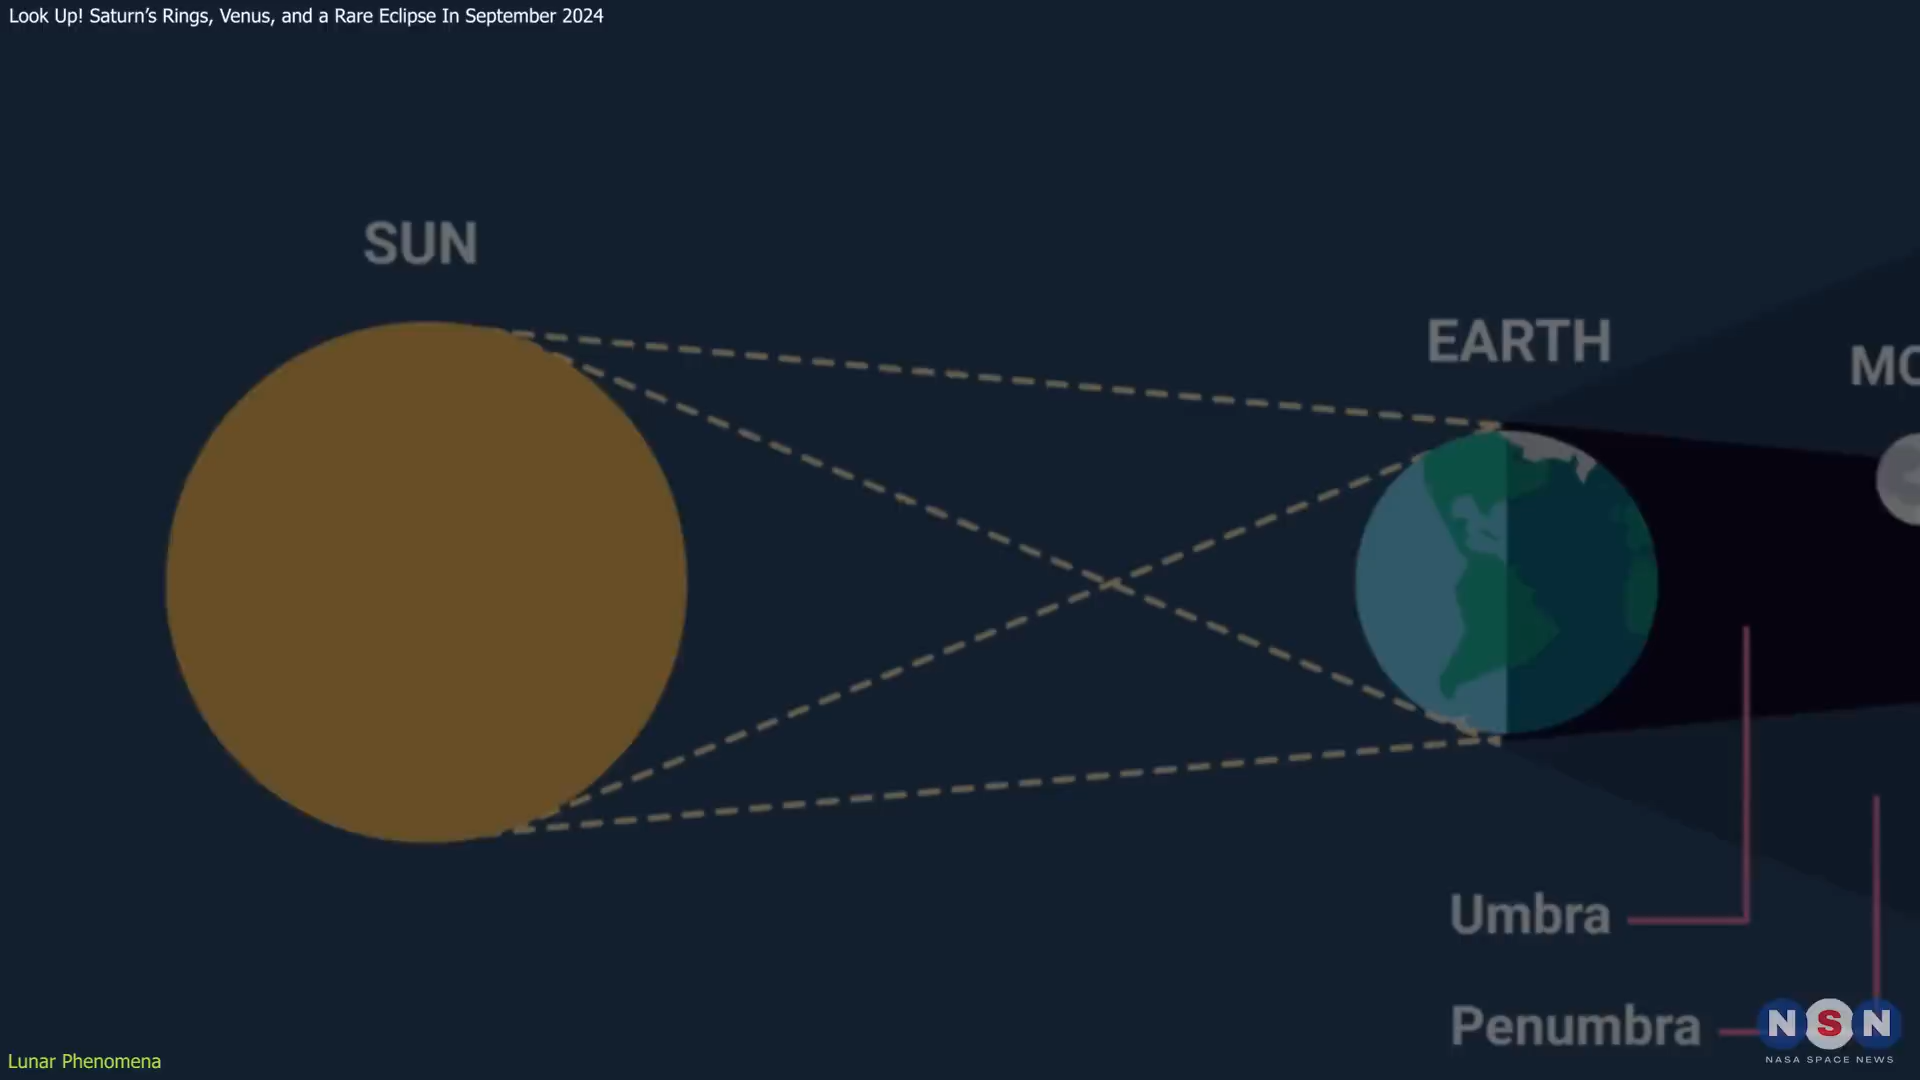 Look Up! Saturn’s Rings, Venus, and a Rare Eclipse In September 2024
SUN
EARTH
MO
Umbra
Penumbra
NSN
NASA SPACE NEWS
Lunar Phenomena